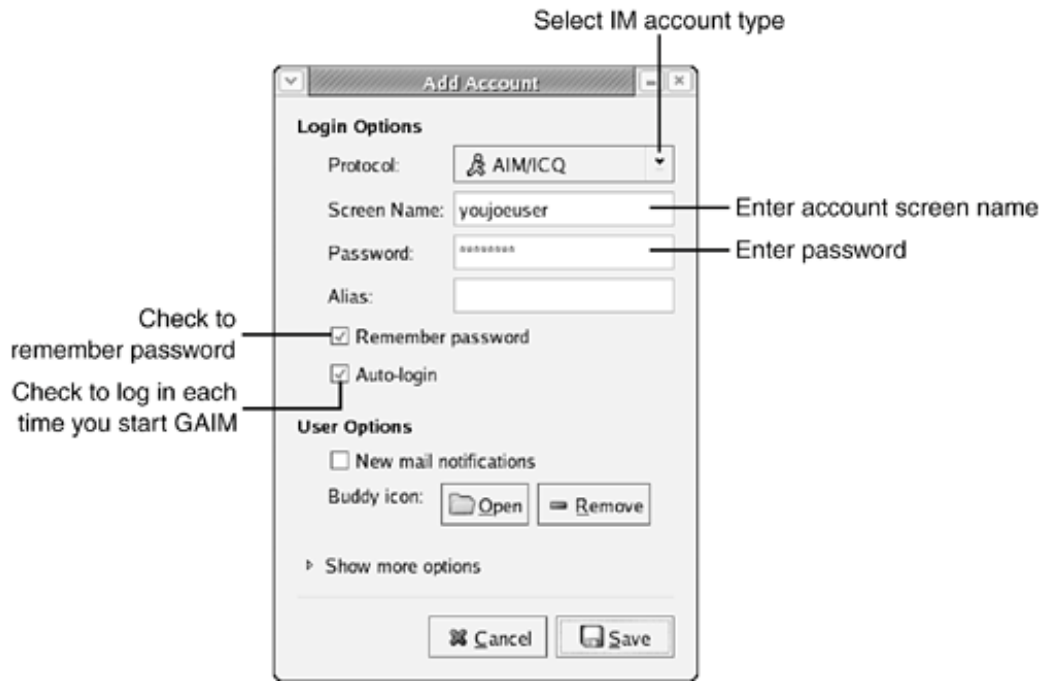 Select IM account type
Add Account
Login Options
Protocol: AIM/ICQ
Screen Name: youjoeuser
Enter account screen name
Password: ********
Enter password
Alias:
Check to
remember password
Remember password
Auto-login
Check to log in each
time you start GAIM
User Options
New mail notifications
Buddy icon: Open Remove
Show more options
Cancel Save